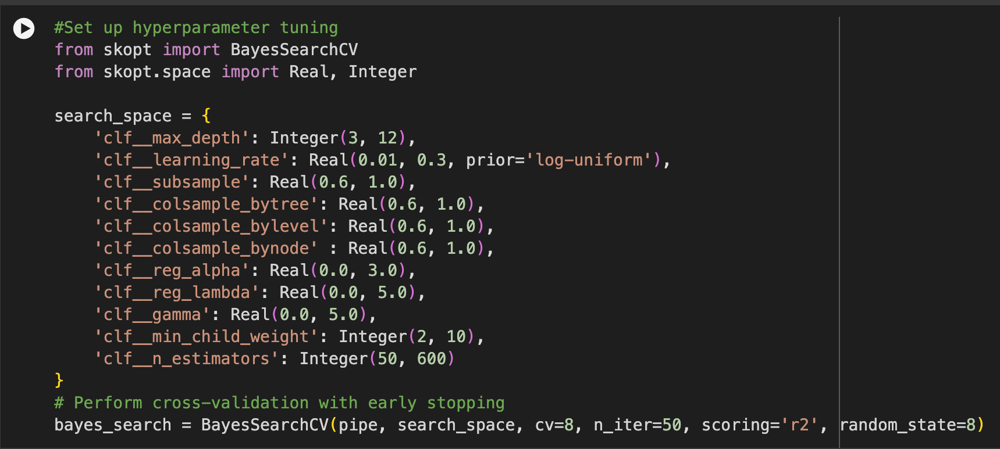 #Set up hyperparameter tuning
from skopt import BayesSearchCV
from skopt.space import Real, Integer

search_space = {
    'clf__max_depth': Integer(3, 12),
    'clf__learning_rate': Real(0.01, 0.3, prior='log-uniform'),
    'clf__subsample': Real(0.6, 1.0),
    'clf__colsample_bytree': Real(0.6, 1.0),
    'clf__colsample_bylevel': Real(0.6, 1.0),
    'clf__colsample_bynode' : Real(0.6, 1.0),
    'clf__reg_alpha': Real(0.0, 3.0),
    'clf__reg_lambda': Real(0.0, 5.0),
    'clf__gamma': Real(0.0, 5.0),
    'clf__min_child_weight': Integer(2, 10),
    'clf__n_estimators': Integer(50, 600)
}
# Perform cross-validation with early stopping
bayes_search = BayesSearchCV(pipe, search_space, cv=8, n_iter=50, scoring='r2', random_state=8)